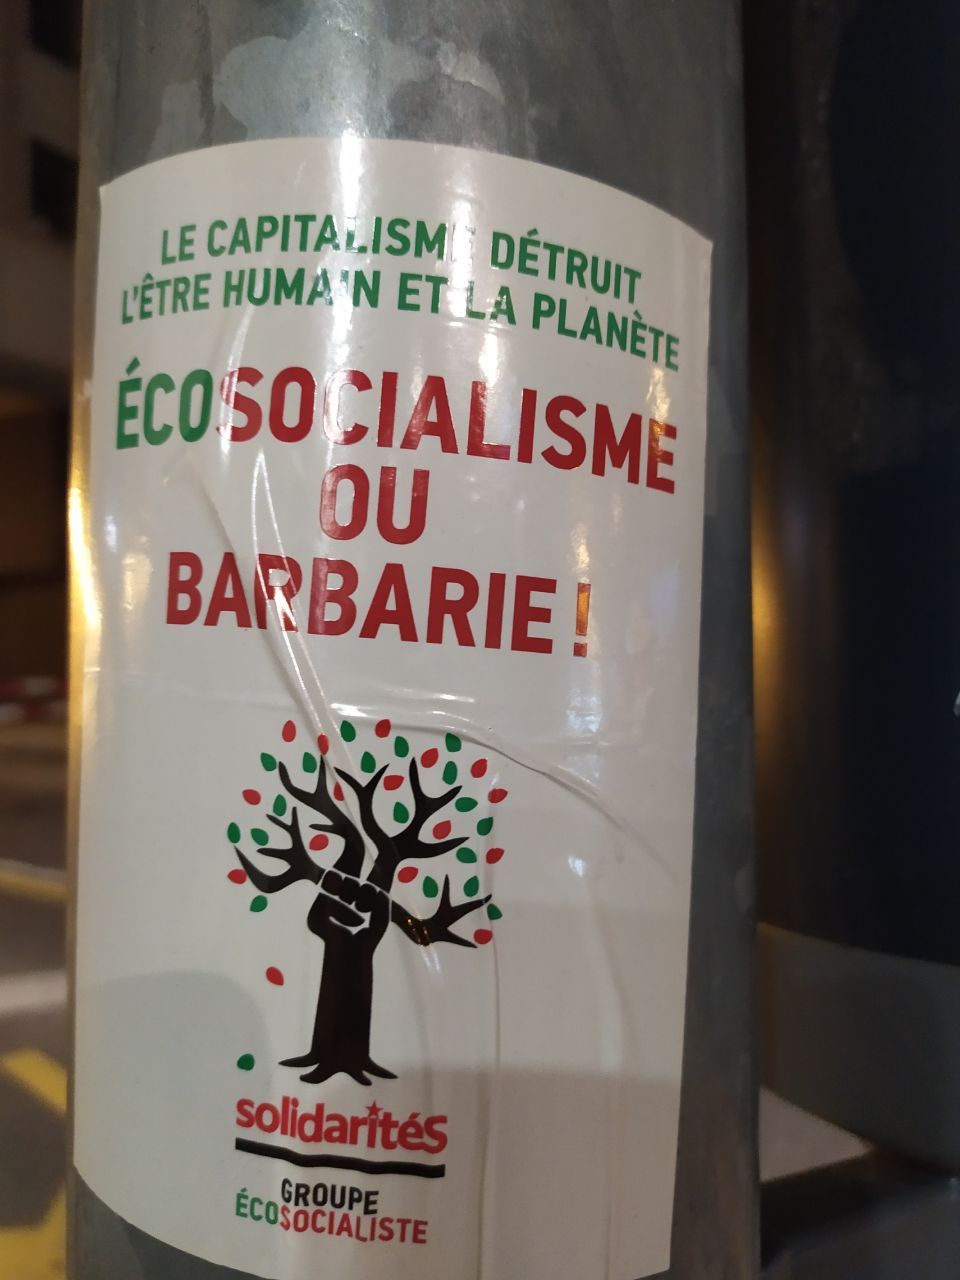 LE CAPITALISME DÉTRUIT
L'ÊTRE HUMAIN ET LA PLANÈTE
ÉCOSOCIALISME
OU
BARBARIE !
solidaritéS
GROUPE
ÉCOSOCIALISTE